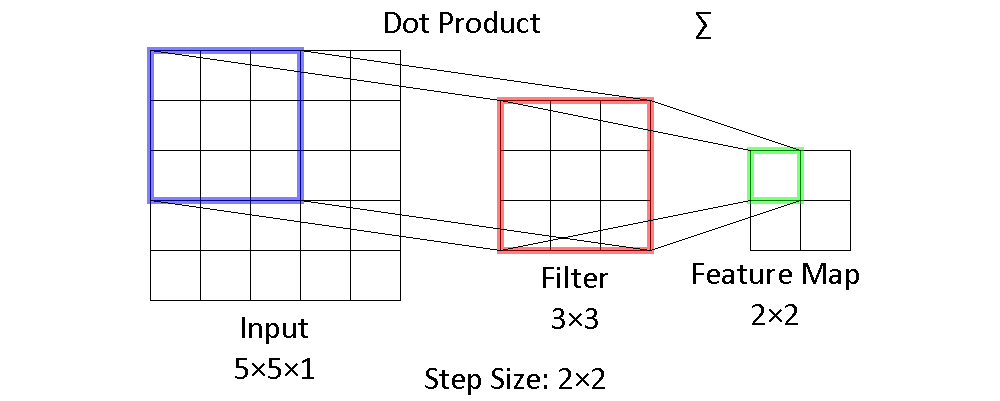 Dot Product
∑
Filter
3×3
Feature Map
2×2
Input
5×5×1
Step Size: 2×2